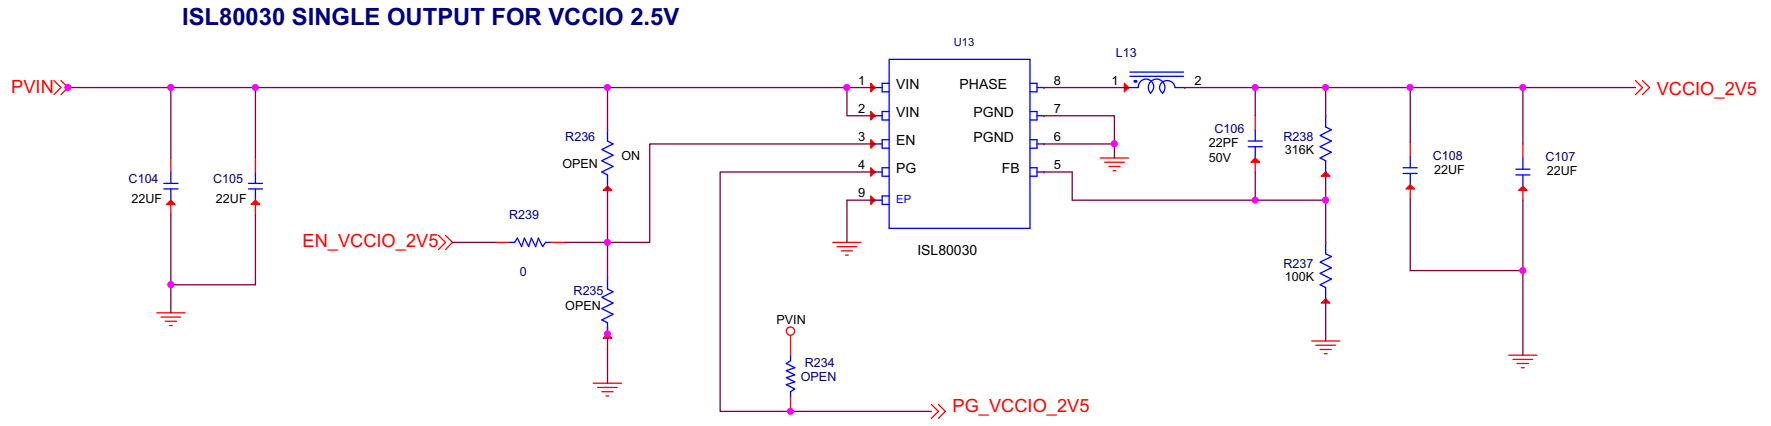 ISL80030 SINGLE OUTPUT FOR VCCIO 2.5V
PVIN
U13
L13
1 VIN
PHASE 8
1
2
VCCIO_2V5
2 VIN
PGND 7
3 EN
PGND 6
4 PG
FB 5
9 EP
ISL80030
R236
OPEN
ON
C106
22PF
50V
R238
316K
C108
22UF
C107
22UF
C104
22UF
C105
22UF
R239
0
EN_VCCIO_2V5
R235
OPEN
R237
100K
PVIN
R234
OPEN
PG_VCCIO_2V5